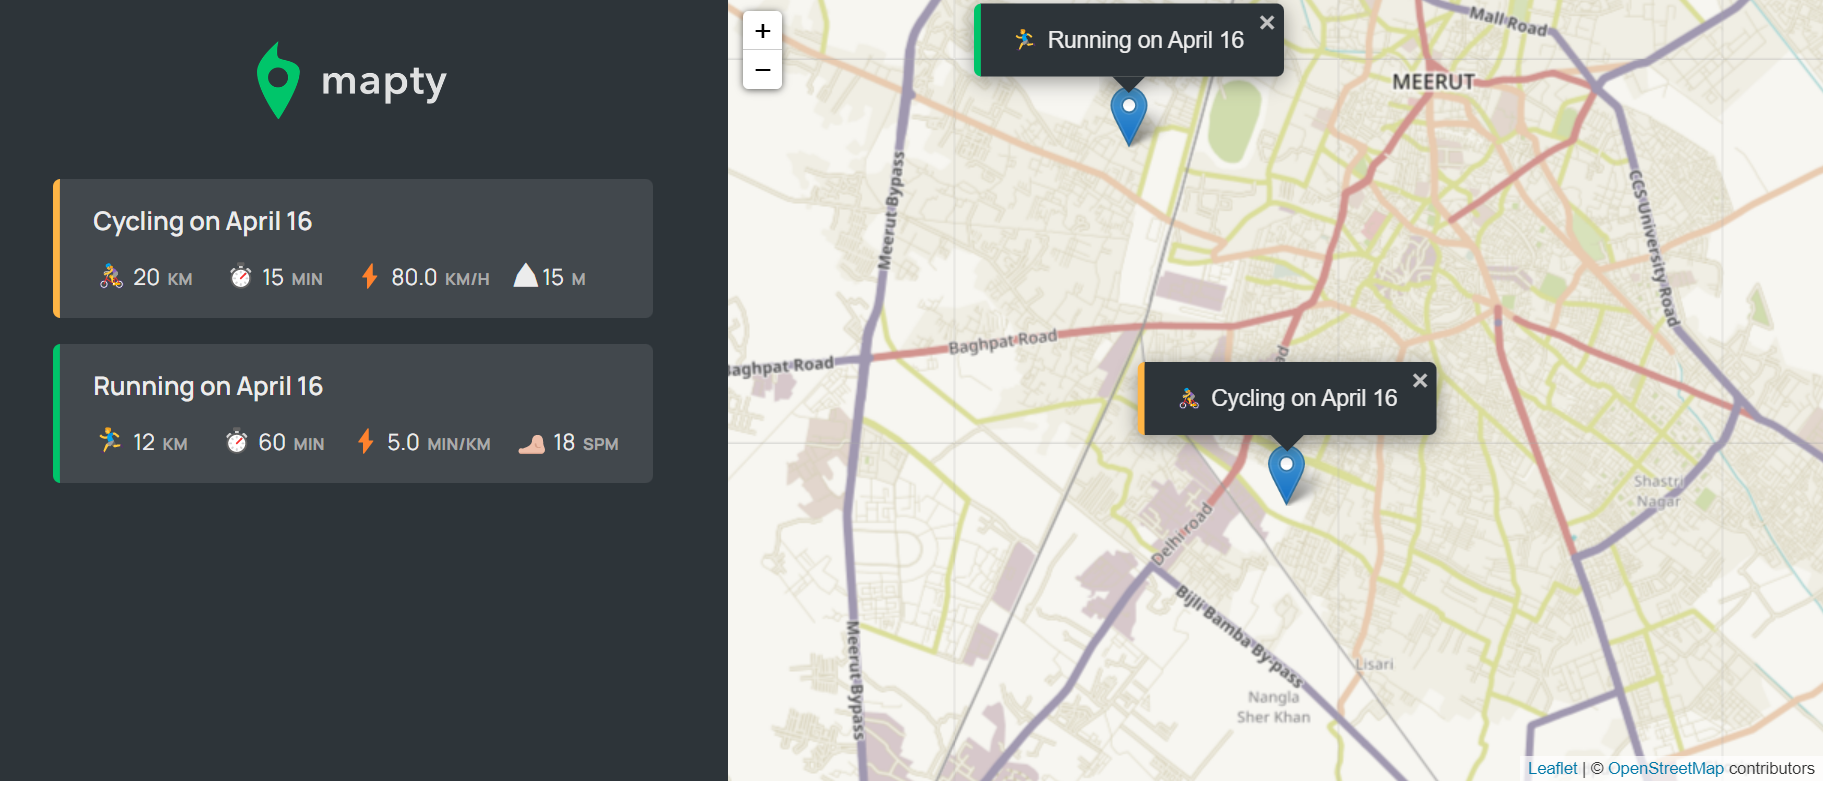 mapty
Cycling on April 16
20 KM 15 MIN 80.0 KM/H 15 M
Running on April 16
12 KM 60 MIN 5.0 MIN/KM 18 SPM
+
−
Running on April 16 ×
Mall Road
MEERUT
Meerut Bypass
CCS University Road
Baghpat Road
Baghpat Road
Cycling on April 16 ×
Shastri
Nagar
Delhi road
Bijli Bamba By-pass
Meerut Bypass
Lisari
Nangla
Sher Khan
Leaflet | © OpenStreetMap contributors